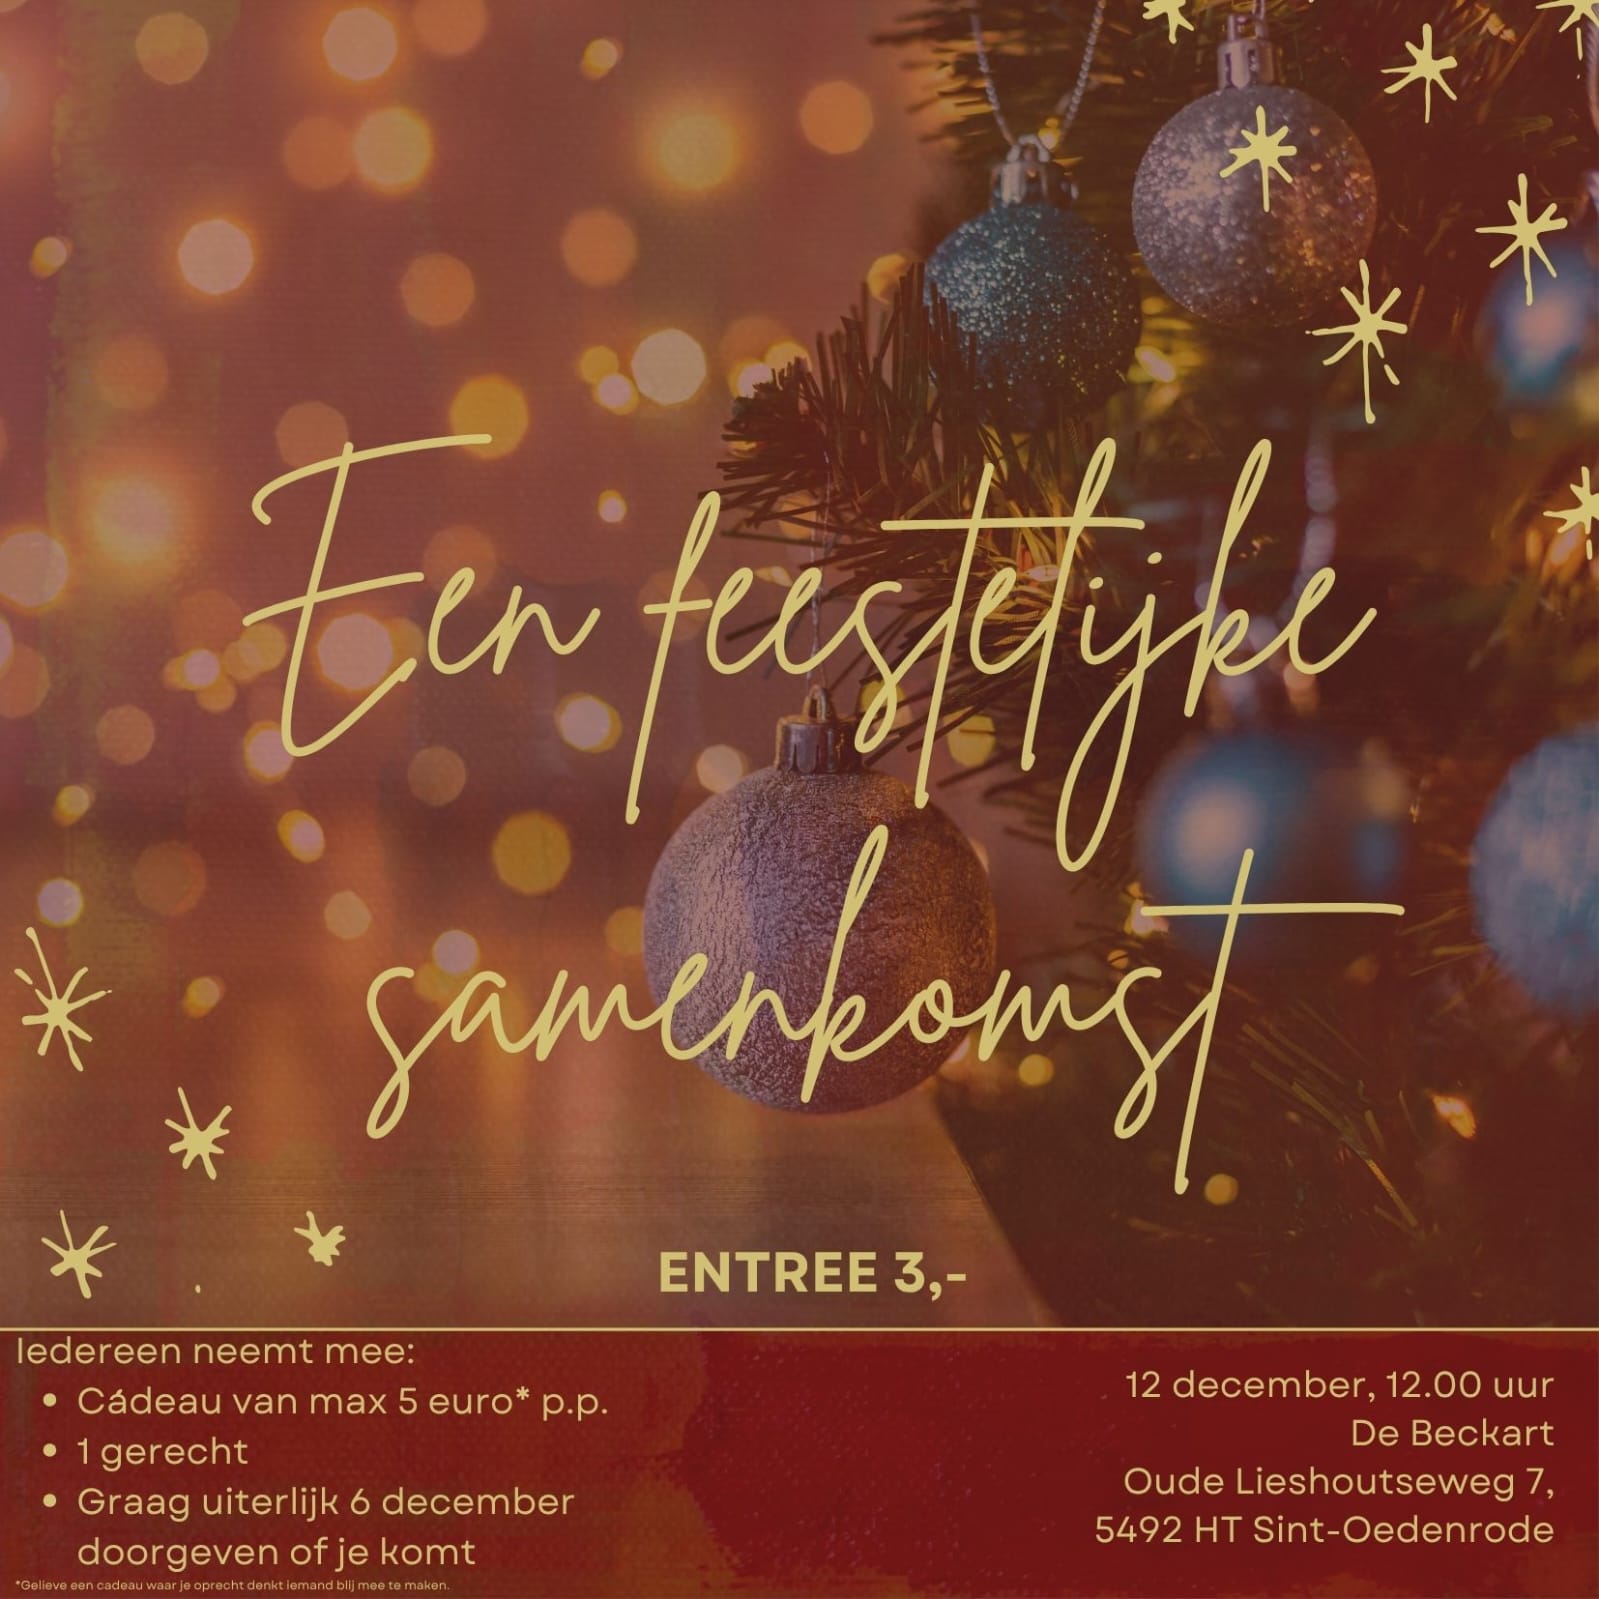 Een feestelijke
samenkomst
ENTREE 3,-
Iedereen neemt mee:
• Cádeau van max 5 euro* p.p.
• 1 gerecht
• Graag uiterlijk 6 december
doorgeven of je komt
*Gelieve een cadeau waar je oprecht denkt iemand blij mee te maken.
12 december, 12.00 uur
De Beckart
Oude Lieshoutseweg 7,
5492 HT Sint-Oedenrode